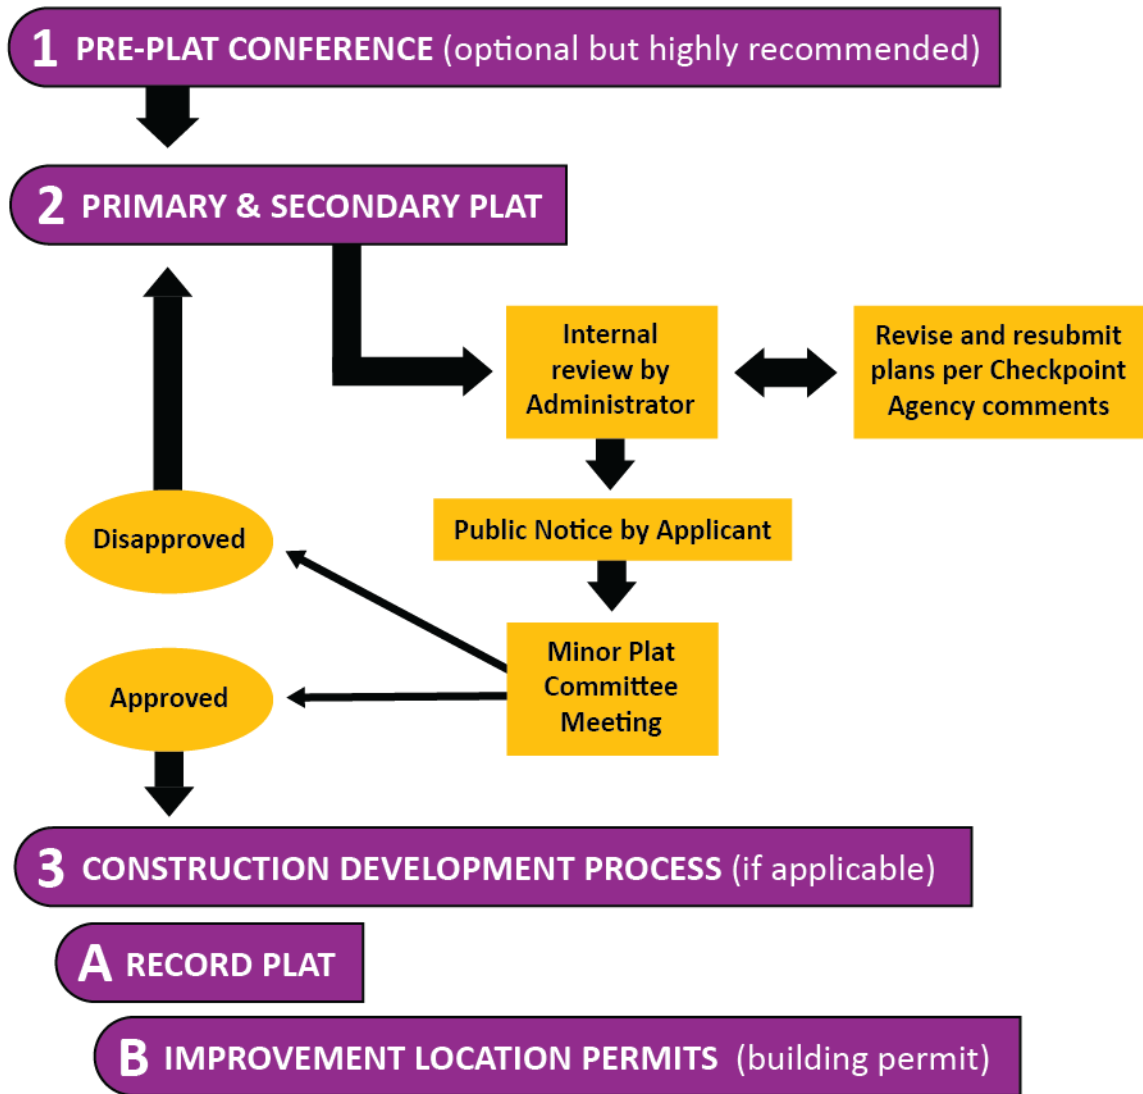 1 PRE-PLAT CONFERENCE (optional but highly recommended)
2 PRIMARY & SECONDARY PLAT
Internal
review by
Administrator
Revise and resubmit
plans per Checkpoint
Agency comments
Public Notice by Applicant
Minor Plat
Committee
Meeting
Disapproved
Approved
3 CONSTRUCTION DEVELOPMENT PROCESS (if applicable)
A RECORD PLAT
B IMPROVEMENT LOCATION PERMITS (building permit)